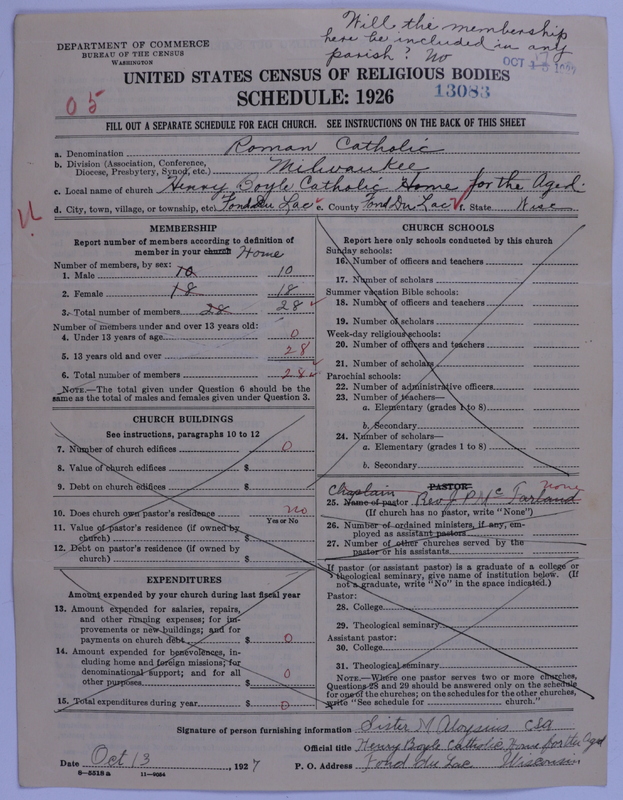 Will the membership
here be included in any
parish? No
DEPARTMENT OF COMMERCE
BUREAU OF THE CENSUS
WASHINGTON
OCT
UNITED STATES CENSUS OF RELIGIOUS BODIES
05
SCHEDULE: 1926
13083
FILL OUT A SEPARATE SCHEDULE FOR EACH CHURCH. SEE INSTRUCTIONS ON THE BACK OF THIS SHEET
a. Denomination Roman Catholic
b. Division (Association, Conference, Diocese, Presbytery, Synod, etc.) Milwaukee
c. Local name of church Henry Boyle Catholic Home for the Aged.
d. City, town, village, or township, etc. Fond Du Lac e. County Fond Du Lac f. State Wisc
MEMBERSHIP
Report number of members according to definition of
member in your church Home
Number of members, by sex:
1. Male 10 10
2. Female 18 18
3. Total number of members 28 28
Number of members under and over 13 years old:
4. Under 13 years of age 0
5. 13 years old and over 28
6. Total number of members 28
NOTE.—The total given under Question 6 should be the
same as the total of males and females given under Question 3.
CHURCH BUILDINGS
See instructions, paragraphs 10 to 12
7. Number of church edifices 0
8. Value of church edifices $
9. Debt on church edifices $
10. Does church own pastor's residence? no
Yes or No
11. Value of pastor's residence (if owned by
church) $
12. Debt on pastor's residence (if owned by
church) $
EXPENDITURES
Amount expended by your church during last fiscal year
13. Amount expended for salaries, repairs,
and other running expenses; for im-
provements or new buildings; and for
payments on church debt $ 0
14. Amount expended for benevolences, in-
cluding home and foreign missions; for
denominational support; and for all
other purposes $ 0
15. Total expenditures during year $ 0
CHURCH SCHOOLS
Report here only schools conducted by this church
Sunday schools:
16. Number of officers and teachers
17. Number of scholars
Summer vacation Bible schools:
18. Number of officers and teachers
19. Number of scholars
Week-day religious schools:
20. Number of officers and teachers
21. Number of scholars
Parochial schools:
22. Number of administrative officers
23. Number of teachers—
a. Elementary (grades 1 to 8)
b. Secondary
24. Number of scholars—
a. Elementary (grades 1 to 8)
b. Secondary
Chaplain PASTOR none
25. Name of pastor Rev. J. P. McFarland
(If church has no pastor, write "None")
26. Number of ordained ministers, if any, em-
ployed as assistant pastors
27. Number of other churches served by the
pastor or his assistants
If pastor (or assistant pastor) is a graduate of a college or
theological seminary, give name of institution below. (If
not a graduate, write "No" in the space indicated.)
Pastor:
28. College
29. Theological seminary
Assistant pastor:
30. College
31. Theological seminary
NOTE.—Where one pastor serves two or more churches,
Questions 28 and 29 should be answered only on the schedule
for one of the churches; on the schedules for the other churches,
write "See schedule for church."
Signature of person furnishing information Sister M Aloysius CSA
Official title Henry Boyle Catholic Home for the Aged
Date Oct 13, 1927 P. O. Address Fond du Lac Wisconsin
8—5518 a 11—9054